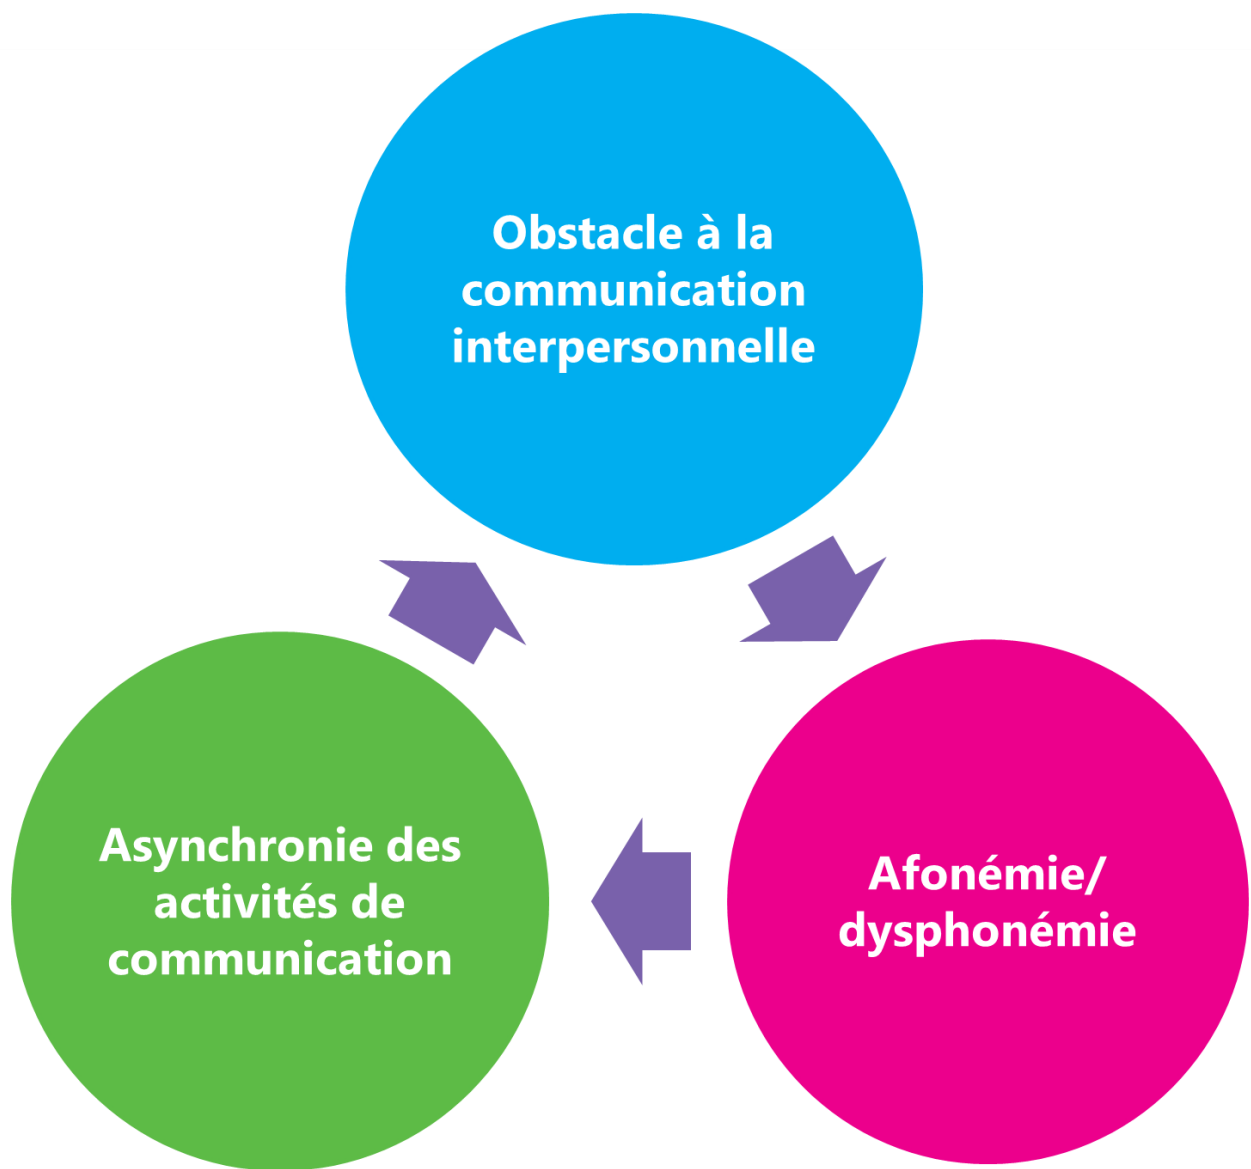 Obstacle à la
communication
interpersonnelle
Afonémie/
dysphonémie
Asynchronie des
activités de
communication